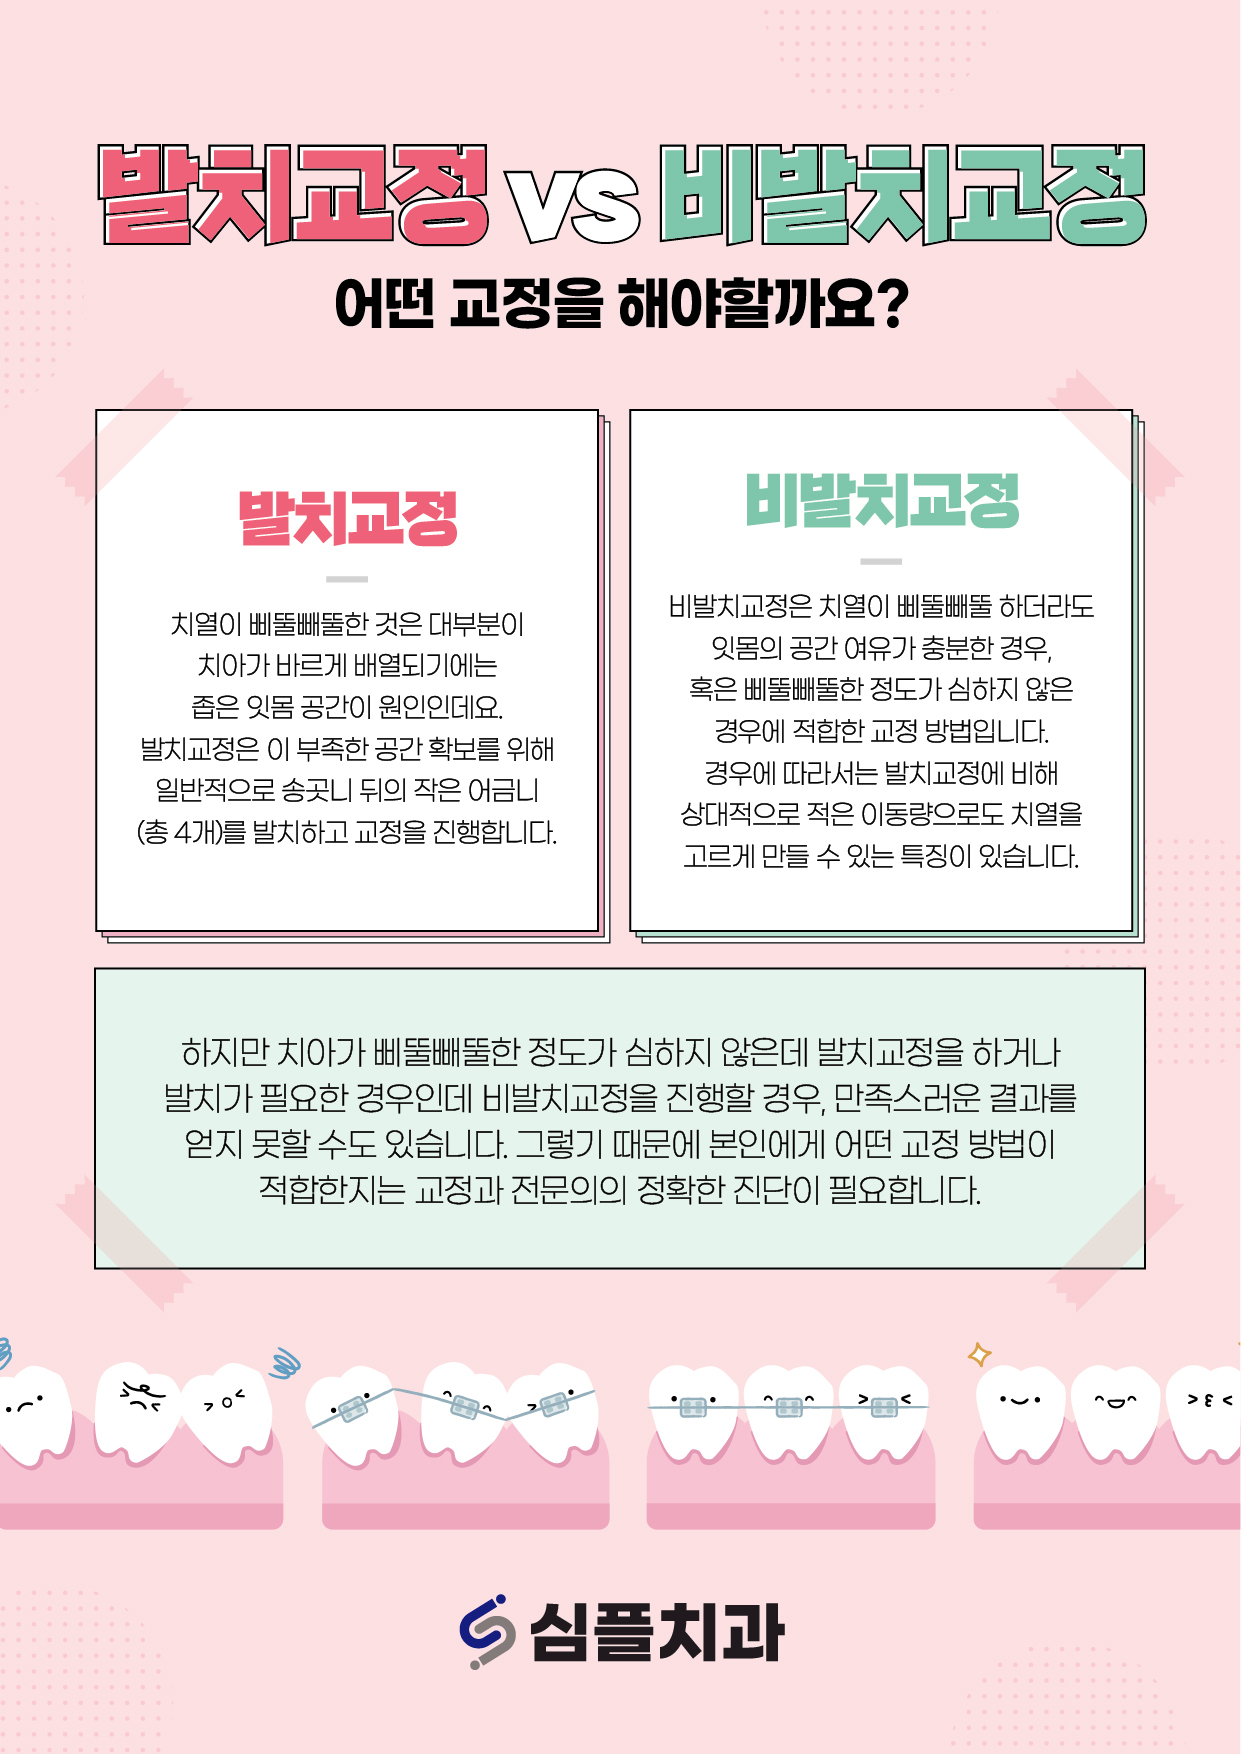 발치교정 vs 비발치교정
어떤 교정을 해야할까요?
발치교정
치열이 삐뚤빼뚤한 것은 대부분이
치아가 바르게 배열되기에는
좁은 잇몸 공간이 원인인데요.
발치교정은 이 부족한 공간 확보를 위해
일반적으로 송곳니 뒤의 작은 어금니
(총 4개)를 발치하고 교정을 진행합니다.
비발치교정
비발치교정은 치열이 삐뚤빼뚤 하더라도
잇몸의 공간 여유가 충분한 경우,
혹은 삐뚤빼뚤한 정도가 심하지 않은
경우에 적합한 교정 방법입니다.
경우에 따라서는 발치교정에 비해
상대적으로 적은 이동량으로도 치열을
고르게 만들 수 있는 특징이 있습니다.
하지만 치아가 삐뚤빼뚤한 정도가 심하지 않은데 발치교정을 하거나
발치가 필요한 경우인데 비발치교정을 진행할 경우, 만족스러운 결과를
얻지 못할 수도 있습니다. 그렇기 때문에 본인에게 어떤 교정 방법이
적합한지는 교정과 전문의의 정확한 진단이 필요합니다.
심플치과